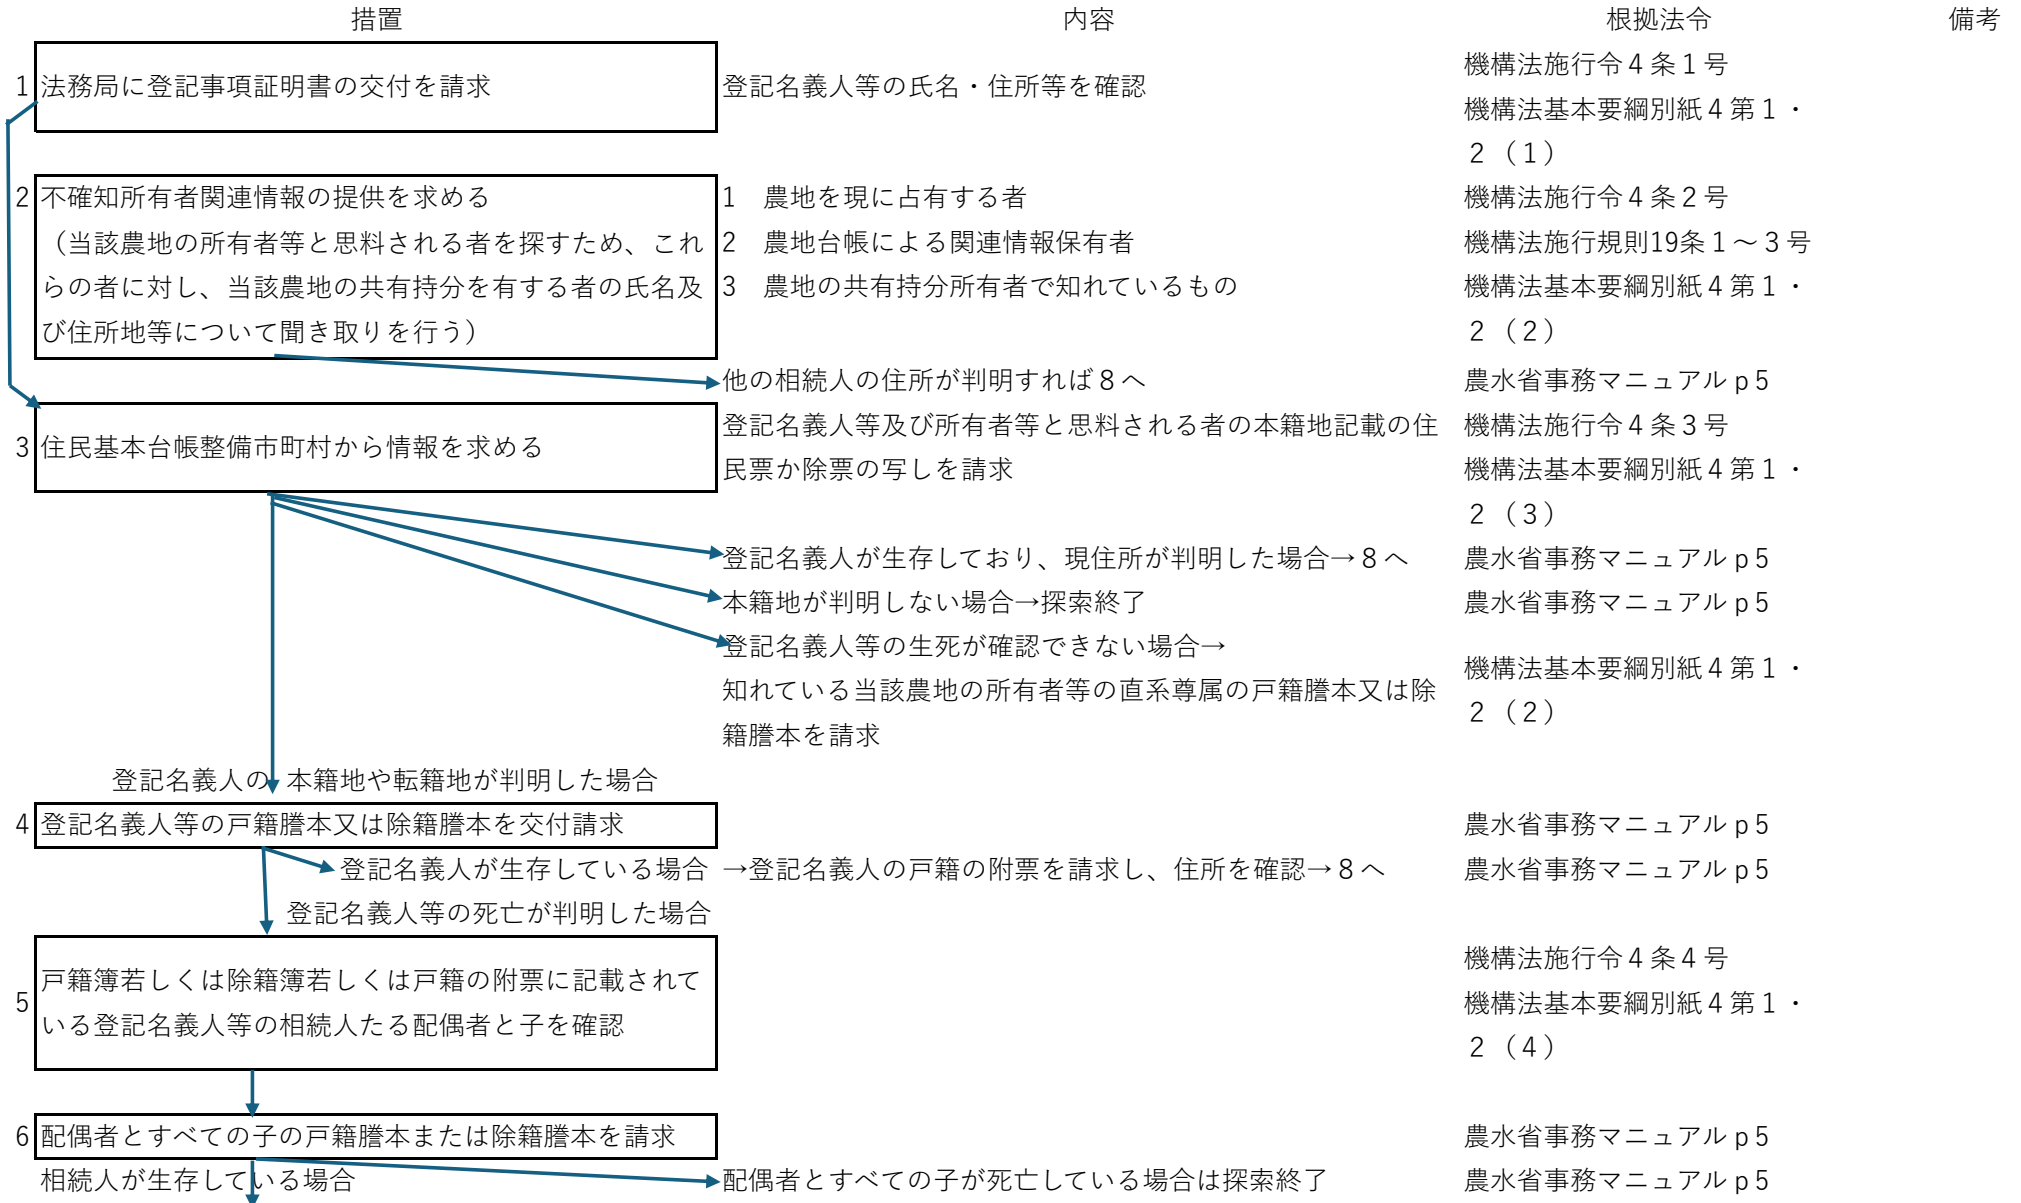 措置 内容 根拠法令 備考
機構法施行令４条１号
1 法務局に登記事項証明書の交付を請求 登記名義人等の氏名・住所等を確認
機構法基本要綱別紙４第１・
２（１）
2 不確知所有者関連情報の提供を求める 1　農地を現に占有する者 機構法施行令４条２号
（当該農地の所有者等と思料される者を探すため、これ 2　農地台帳による関連情報保有者 機構法施行規則19条１～３号
らの者に対し、当該農地の共有持分を有する者の氏名及 3　農地の共有持分所有者で知れているもの 機構法基本要綱別紙４第１・
び住所地等について聞き取りを行う） ２（２）
他の相続人の住所が判明すれば８へ 農水省事務マニュアルｐ5
登記名義人等及び所有者等と思料される者の本籍地記載の住 機構法施行令４条３号
3 住民基本台帳整備市町村から情報を求める
民票か除票の写しを請求 機構法基本要綱別紙４第１・
２（３）
登記名義人が生存しており、現住所が判明した場合→８へ 農水省事務マニュアルｐ5
本籍地が判明しない場合→探索終了 農水省事務マニュアルｐ5
登記名義人等の生死が確認できない場合→
機構法基本要綱別紙４第１・
知れている当該農地の所有者等の直系尊属の戸籍謄本又は除
２（２）
籍謄本を請求
登記名義人の 本籍地や転籍地が判明した場合
4 登記名義人等の戸籍謄本又は除籍謄本を交付請求 農水省事務マニュアルｐ5
登記名義人が生存している場合 →登記名義人の戸籍の附票を請求し、住所を確認→８へ 農水省事務マニュアルｐ5
登記名義人等の死亡が判明した場合
機構法施行令４条４号
戸籍簿若しくは除籍簿若しくは戸籍の附票に記載されて
5 機構法基本要綱別紙４第１・
いる登記名義人等の相続人たる配偶者と子を確認
２（４）
6 配偶者とすべての子の戸籍謄本または除籍謄本を請求 農水省事務マニュアルｐ5
相続人が生存している場合 配偶者とすべての子が死亡している場合は探索終了 農水省事務マニュアルｐ5